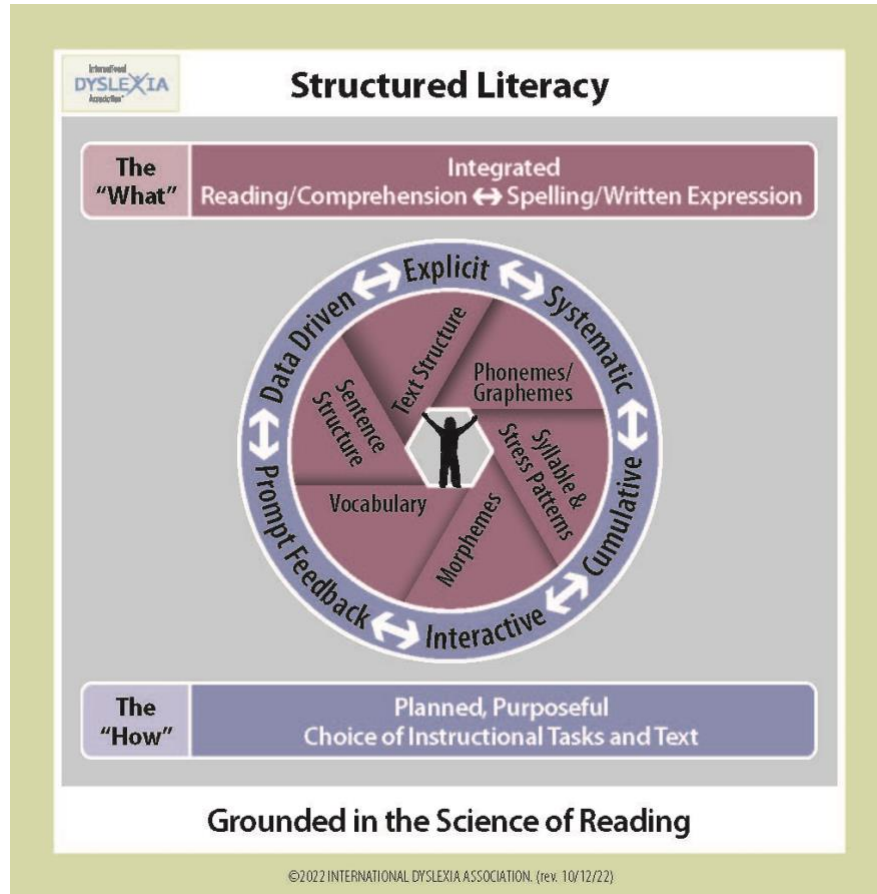 International
DYSLEXIA
Association®
Structured Literacy
The
"What"
Integrated
Reading/Comprehension ↔ Spelling/Written Expression
Explicit
Systematic
Cumulative
Interactive
Prompt Feedback
Data Driven
Text Structure
Phonemes/
Graphemes
Syllable &
Stress Patterns
Morphemes
Vocabulary
Sentence
Structure
The
"How"
Planned, Purposeful
Choice of Instructional Tasks and Text
Grounded in the Science of Reading
©2022 INTERNATIONAL DYSLEXIA ASSOCIATION. (rev. 10/12/22)